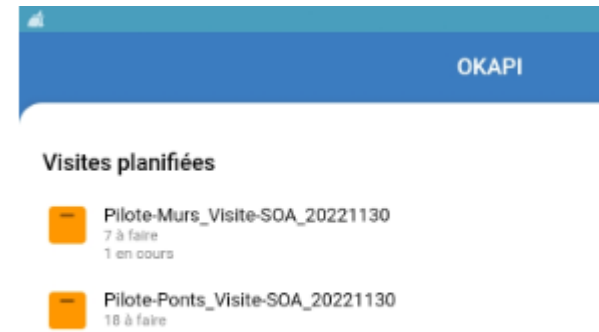 OKAPI
Visites planifiées
Pilote-Murs_Visite-SOA_20221130
7 à faire
1 en cours
Pilote-Ponts_Visite-SOA_20221130
18 à faire